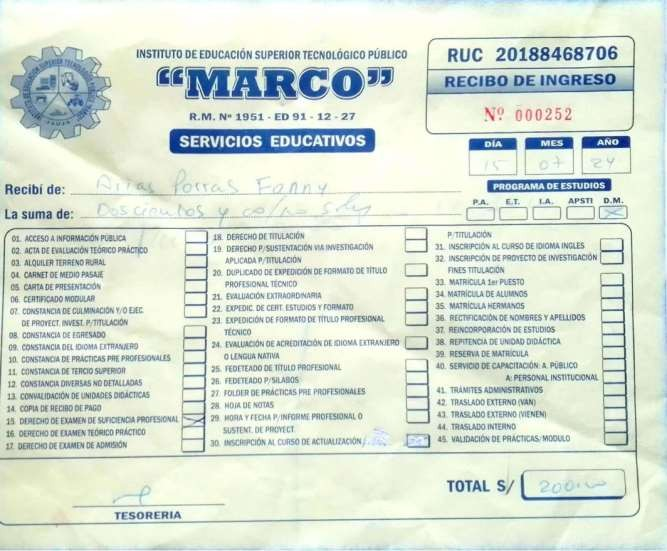 INSTITUTO DE EDUCACIÓN SUPERIOR TECNOLÓGICO PÚBLICO
“MARCO”
R.M. Nº 1951 - ED 91 - 12 - 27
SERVICIOS EDUCATIVOS
RUC 20188468706
RECIBO DE INGRESO
Nº 000252
DÍA MES AÑO
15 07 24
Recibí de: Arias Porras Fanny
La suma de: Doscientos y 00/100 soles
PROGRAMA DE ESTUDIOS
P.A. E.T. I.A. APSTI D.M.
01. ACCESO A INFORMACIÓN PÚBLICA
02. ACTA DE EVALUACIÓN TEÓRICO PRÁCTICO
03. ALQUILER TERRENO RURAL
04. CARNET DE MEDIO PASAJE
05. CARTA DE PRESENTACIÓN
06. CERTIFICADO MODULAR
07. CONSTANCIA DE CULMINACIÓN Y/O EJEC.
DE PROYECT. INVEST. P/TITULACIÓN
08. CONSTANCIA DE EGRESADO
09. CONSTANCIA DEL IDIOMA EXTRANJERO
10. CONSTANCIA DE PRÁCTICAS PRE PROFESIONALES
11. CONSTANCIA DE TERCIO SUPERIOR
12. CONSTANCIA DIVERSAS NO DETALLADAS
13. CONVALIDACIÓN DE UNIDADES DIDÁCTICAS
14. COPIA DE RECIBO DE PAGO
15. DERECHO DE EXAMEN DE SUFICIENCIA PROFESIONAL
16. DERECHO DE EXAMEN TEÓRICO PRÁCTICO
17. DERECHO DE EXAMEN DE ADMISIÓN
18. DERECHO DE TITULACIÓN
19. DERECHO P/SUSTENTACIÓN VIA INVESTIGACIÓN
APLICADA P/TITULACIÓN
20. DUPLICADO DE EXPEDICIÓN DE FORMATO DE TÍTULO
PROFESIONAL TÉCNICO
21. EVALUACIÓN EXTRAORDINARIA
22. EXPEDIC. DE CERT. ESTUDIOS Y FORMATO
23. EXPEDICIÓN DE FORMATO DE TÍTULO PROFESIONAL
TÉCNICO
24. EVALUACIÓN DE ACREDITACIÓN DE IDIOMA EXTRANJERO
O LENGUA NATIVA
25. FEDETEADO DE TÍTULO PROFESIONAL
26. FEDETEADO P/SILABOS
27. FOLDER DE PRÁCTICAS PRE PROFESIONALES
28. HOJA DE NOTAS
29. HORA Y FECHA P/INFORME PROFESIONAL O
SUSTENT. DE PROYECT.
30. INSCRIPCIÓN AL CURSO DE ACTUALIZACIÓN
P/TITULACIÓN
31. INSCRIPCIÓN AL CURSO DE IDIOMA INGLES
32. INSCRIPCIÓN DE PROYECTO DE INVESTIGACIÓN
FINES TITULACIÓN
33. MATRÍCULA 1er PUESTO
34. MATRÍCULA DE ALUMNOS
35. MATRÍCULA HERMANOS
36. RECTIFICACIÓN DE NOMBRES Y APELLIDOS
37. REINCORPORACIÓN DE ESTUDIOS
38. REPITENCIA DE UNIDAD DIDÁCTICA
39. RESERVA DE MATRÍCULA
40. SERVICIO DE CAPACITACIÓN: A. PÚBLICO
A: PERSONAL INSTITUCIONAL
41. TRÁMITES ADMINISTRATIVOS
42. TRASLADO EXTERNO (VAN)
43. TRASLADO EXTERNO (VIENEN)
44. TRASLADO INTERNO
45. VALIDACIÓN DE PRÁCTICAS/MODULO
TOTAL S/ 200.00
TESORERIA